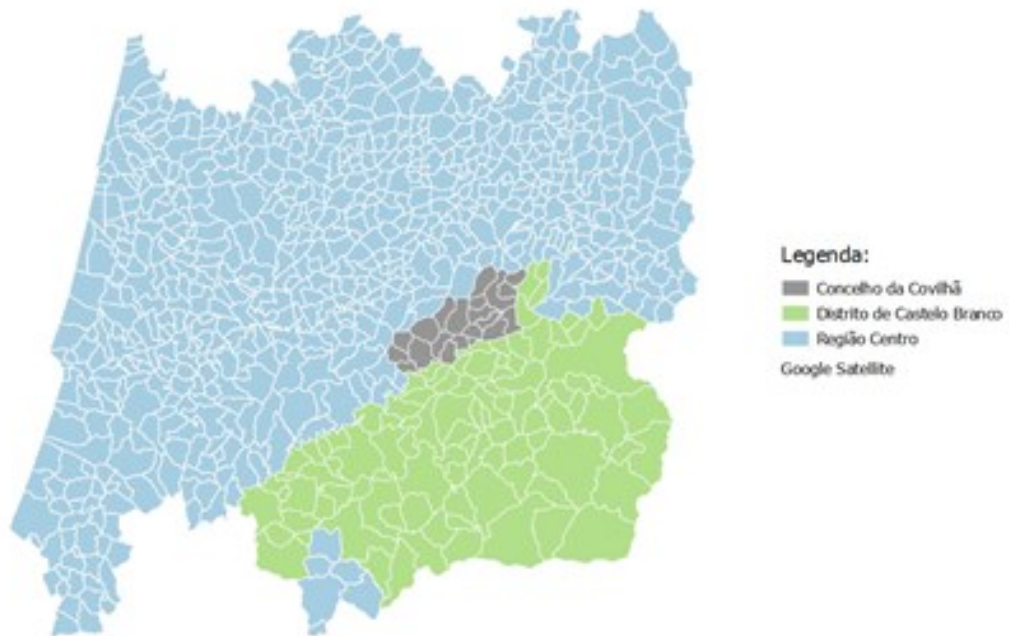 Legenda:
Concelho da Covilhã
Distrito de Castelo Branco
Região Centro
Google Satellite